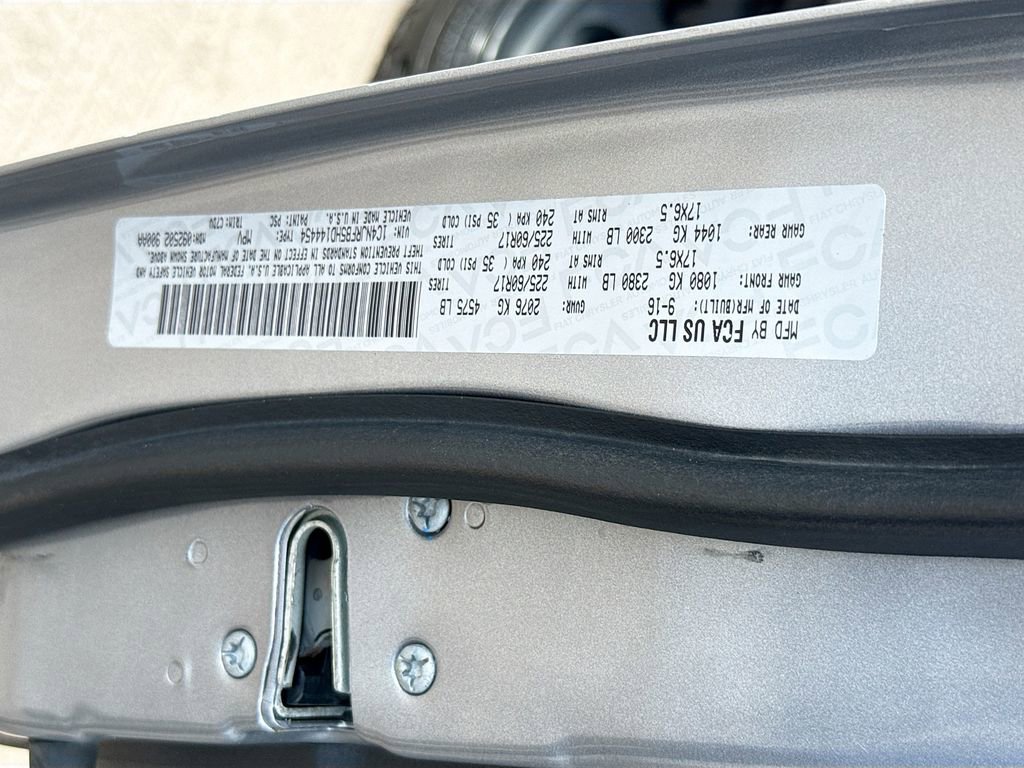 MFD BY FCA US LLC
DATE OF MFR(BUILT): 9-16 GVWR: 2076 KG 4575 LB
GAWR FRONT: 1080 KG 2380 LB WITH 225/60R17 TIRES
17X6.5 RIMS AT 240 KPA ( 35 PSI) COLD
GAWR REAR: 1044 KG 2300 LB WITH 225/60R17 TIRES
17X6.5 RIMS AT 240 KPA ( 35 PSI) COLD
THIS VEHICLE CONFORMS TO ALL APPLICABLE U.S.A. FEDERAL MOTOR VEHICLE SAFETY AND
THEFT PREVENTION STANDARDS IN EFFECT ON THE DATE OF MANUFACTURE SHOWN ABOVE.
VIN: 1C4NJRFB5HD144454 TYPE: MPV MDH:092502 900AA
VEHICLE MADE IN U.S.A. PAINT: PSC TRIM: C7DV